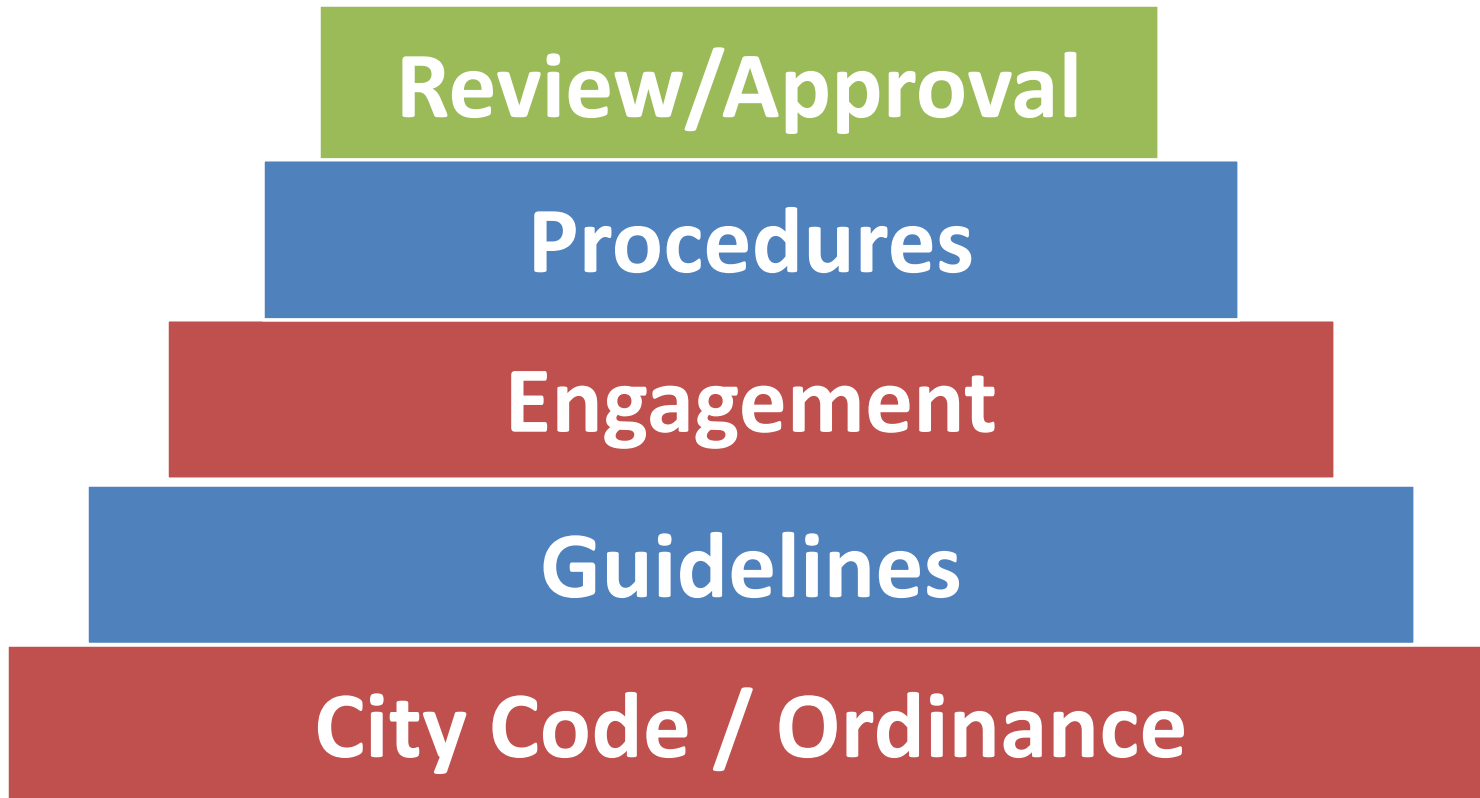 Review/Approval
Procedures
Engagement
Guidelines
City Code / Ordinance